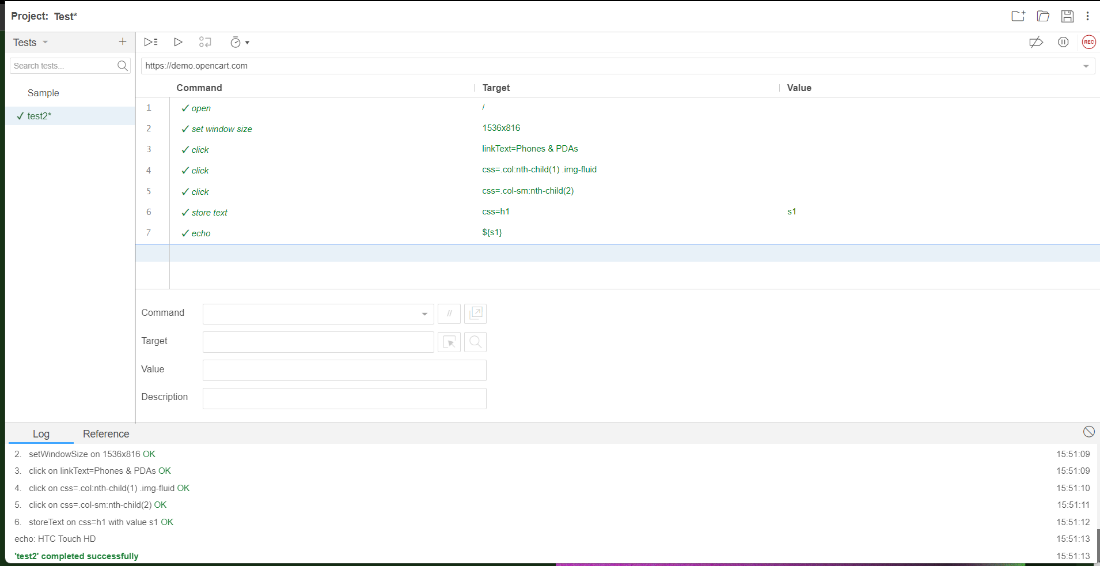 Project: Test*
Tests
Search tests...
Sample
✓ test2*
REC
https://demo.opencart.com
Command Target Value
1 ✓ open /
2 ✓ set window size 1536x816
3 ✓ click linkText=Phones & PDAs
4 ✓ click css=.col:nth-child(1) .img-fluid
5 ✓ click css=.col-sm:nth-child(2)
6 ✓ store text css=h1 s1
7 ✓ echo ${s1}
Command //
Target
Value
Description
Log Reference
2. setWindowSize on 1536x816 OK 15:51:09
3. click on linkText=Phones & PDAs OK 15:51:09
4. click on css=.col:nth-child(1) .img-fluid OK 15:51:10
5. click on css=.col-sm:nth-child(2) OK 15:51:11
6. storeText on css=h1 with value s1 OK 15:51:12
echo: HTC Touch HD 15:51:13
'test2' completed successfully 15:51:13